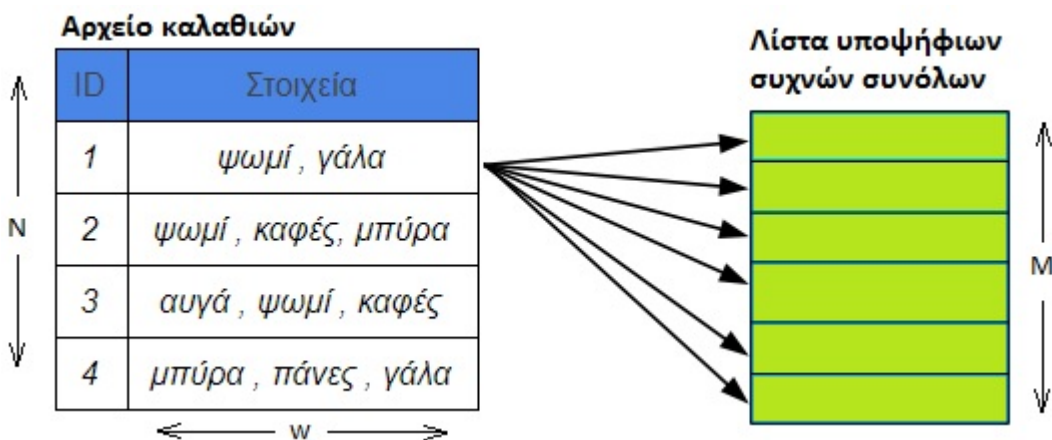 Αρχείο καλαθιών
ID Στοιχεία
1 ψωμί , γάλα
2 ψωμί , καφές, μπύρα
3 αυγά , ψωμί , καφές
4 μπύρα , πάνες , γάλα
N
w
Λίστα υποψήφιων
συχνών συνόλων
M